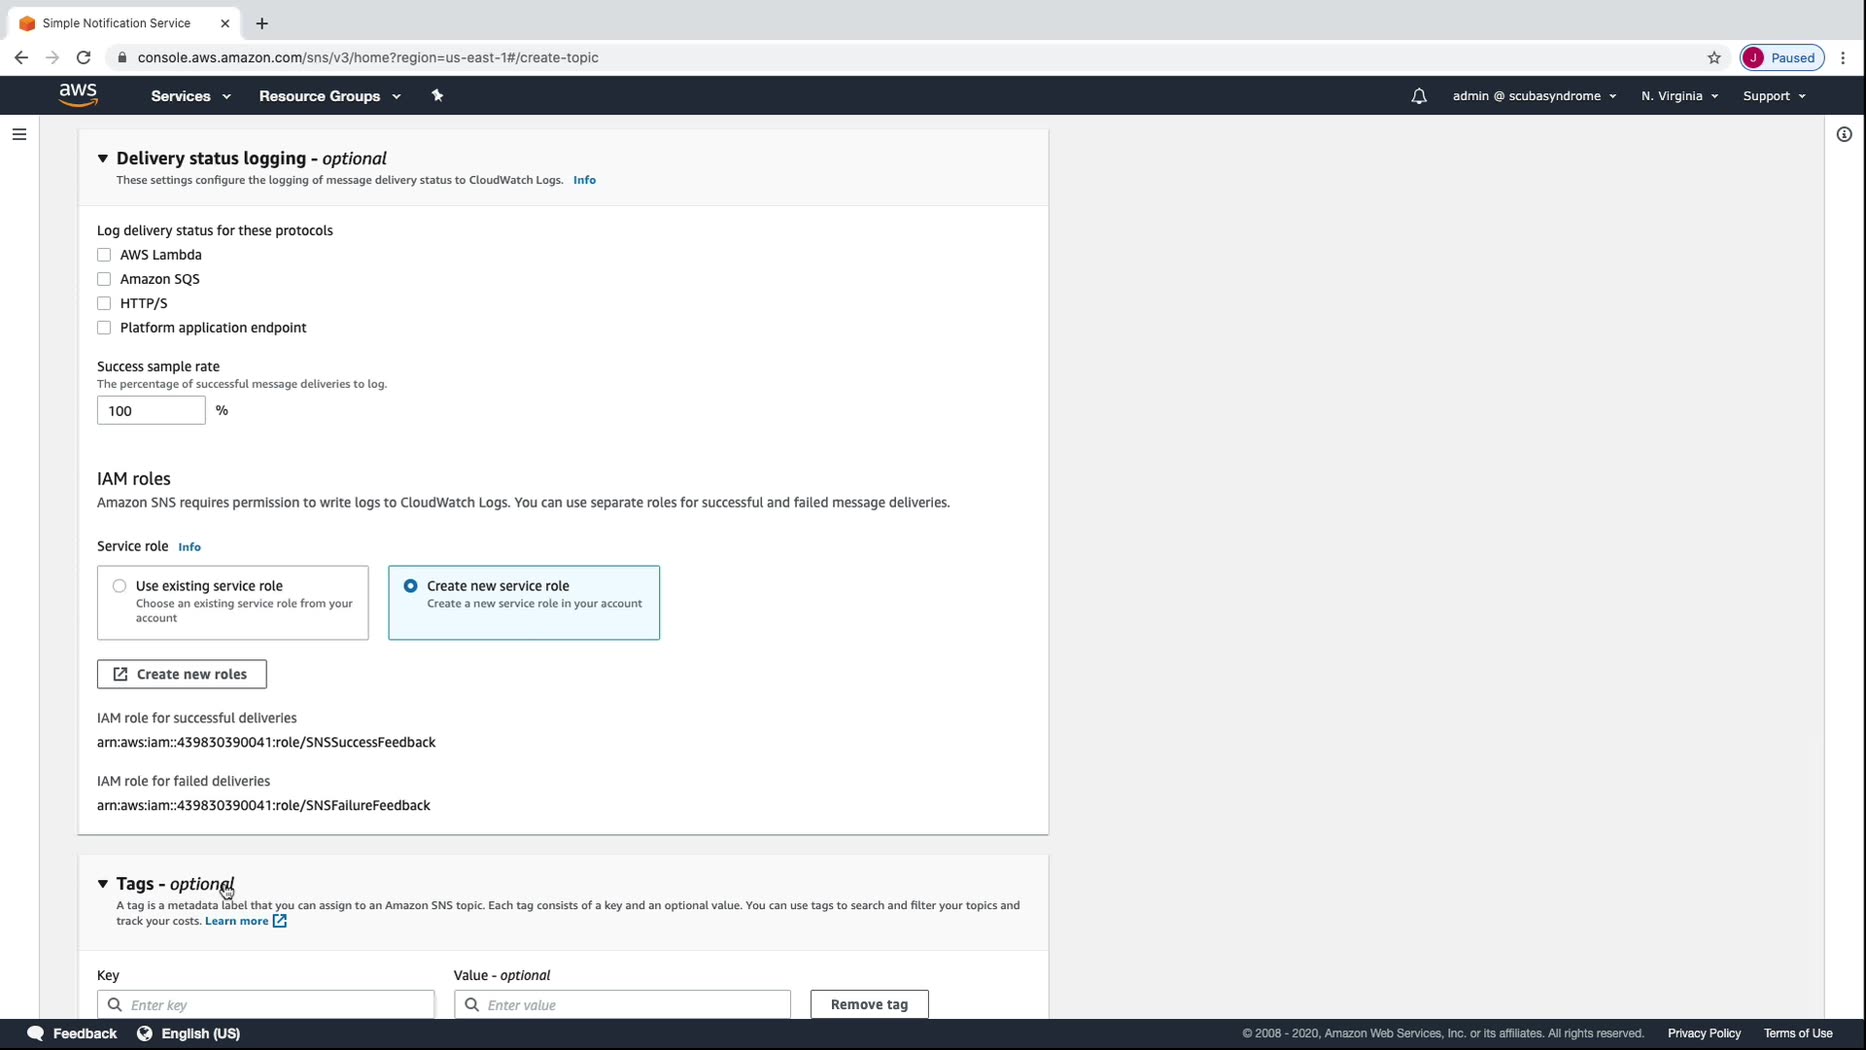 Simple Notification Service
console.aws.amazon.com/sns/v3/home?region=us-east-1#/create-topic
J Paused
aws Services Resource Groups admin @ scubasyndrome N. Virginia Support
Delivery status logging - optional
These settings configure the logging of message delivery status to CloudWatch Logs. Info
Log delivery status for these protocols
AWS Lambda
Amazon SQS
HTTP/S
Platform application endpoint
Success sample rate
The percentage of successful message deliveries to log.
100 %
IAM roles
Amazon SNS requires permission to write logs to CloudWatch Logs. You can use separate roles for successful and failed message deliveries.
Service role Info
Use existing service role
Choose an existing service role from your
account
Create new service role
Create a new service role in your account
Create new roles
IAM role for successful deliveries
arn:aws:iam::439830390041:role/SNSSuccessFeedback
IAM role for failed deliveries
arn:aws:iam::439830390041:role/SNSFailureFeedback
Tags - optional
A tag is a metadata label that you can assign to an Amazon SNS topic. Each tag consists of a key and an optional value. You can use tags to search and filter your topics and
track your costs. Learn more
Key Value - optional
Enter key Enter value Remove tag
Feedback English (US) © 2008 - 2020, Amazon Web Services, Inc. or its affiliates. All rights reserved. Privacy Policy Terms of Use